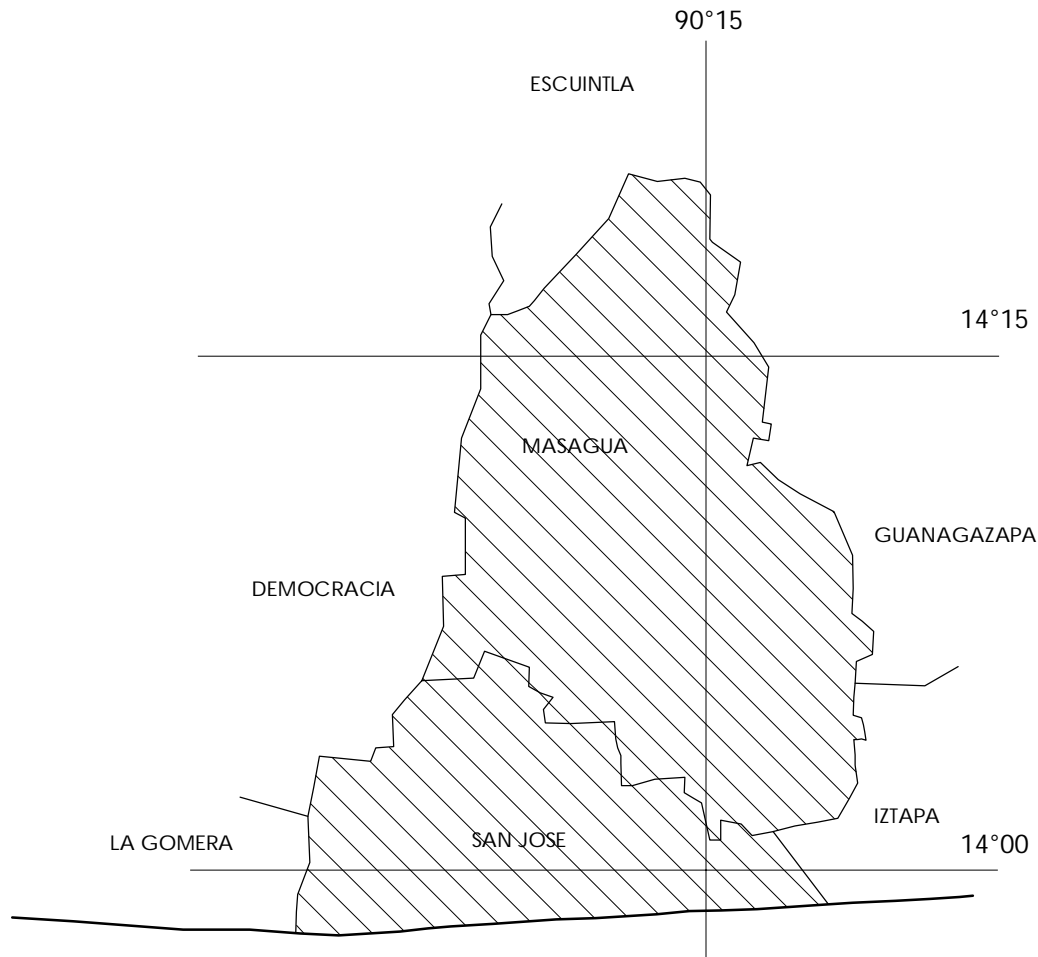 90°15
ESCUINTLA
14°15
MASAGUA
GUANAGAZAPA
DEMOCRACIA
IZTAPA
SAN JOSE
LA GOMERA
14°00